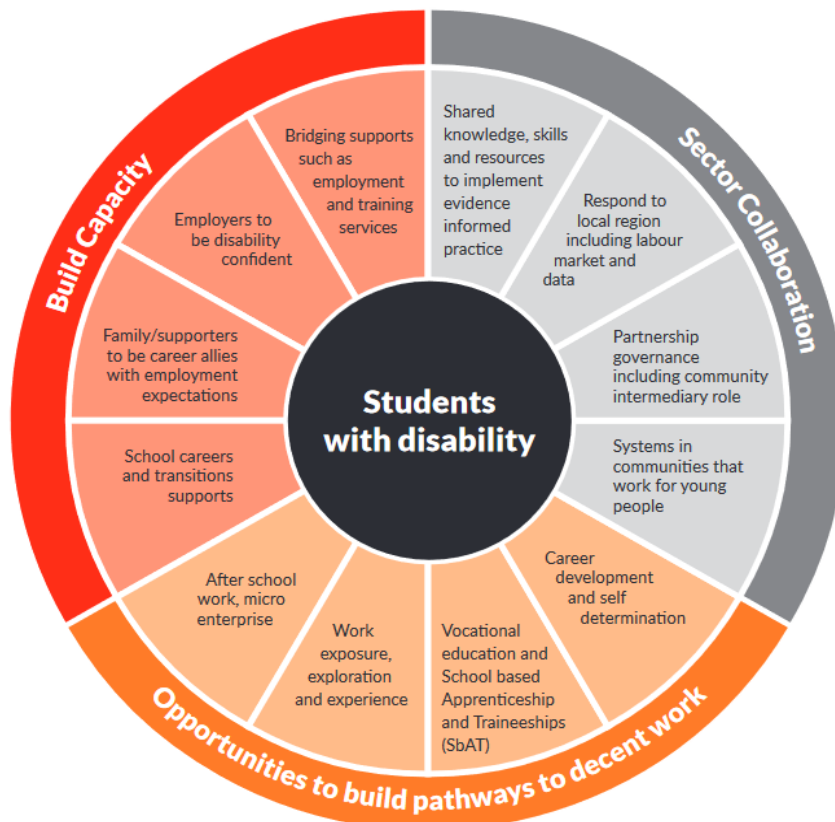 Build Capacity
Sector Collaboration
Opportunities to build pathways to decent work
Students
with disability
Bridging supports
such as
employment
and training
services
Employers to
be disability
confident
Family/supporters
to be career allies
with employment
expectations
School careers
and transitions
supports
Shared
knowledge, skills
and resources
to implement
evidence
informed
practice
Respond to
local region
including labour
market and
data
Partnership
governance
including community
intermediary role
Systems in
communities that
work for young
people
Career
development
and self
determination
Vocational
education and
School based
Apprenticeship
and Traineeships
(SbAT)
Work
exposure,
exploration
and experience
After school
work, micro
enterprise